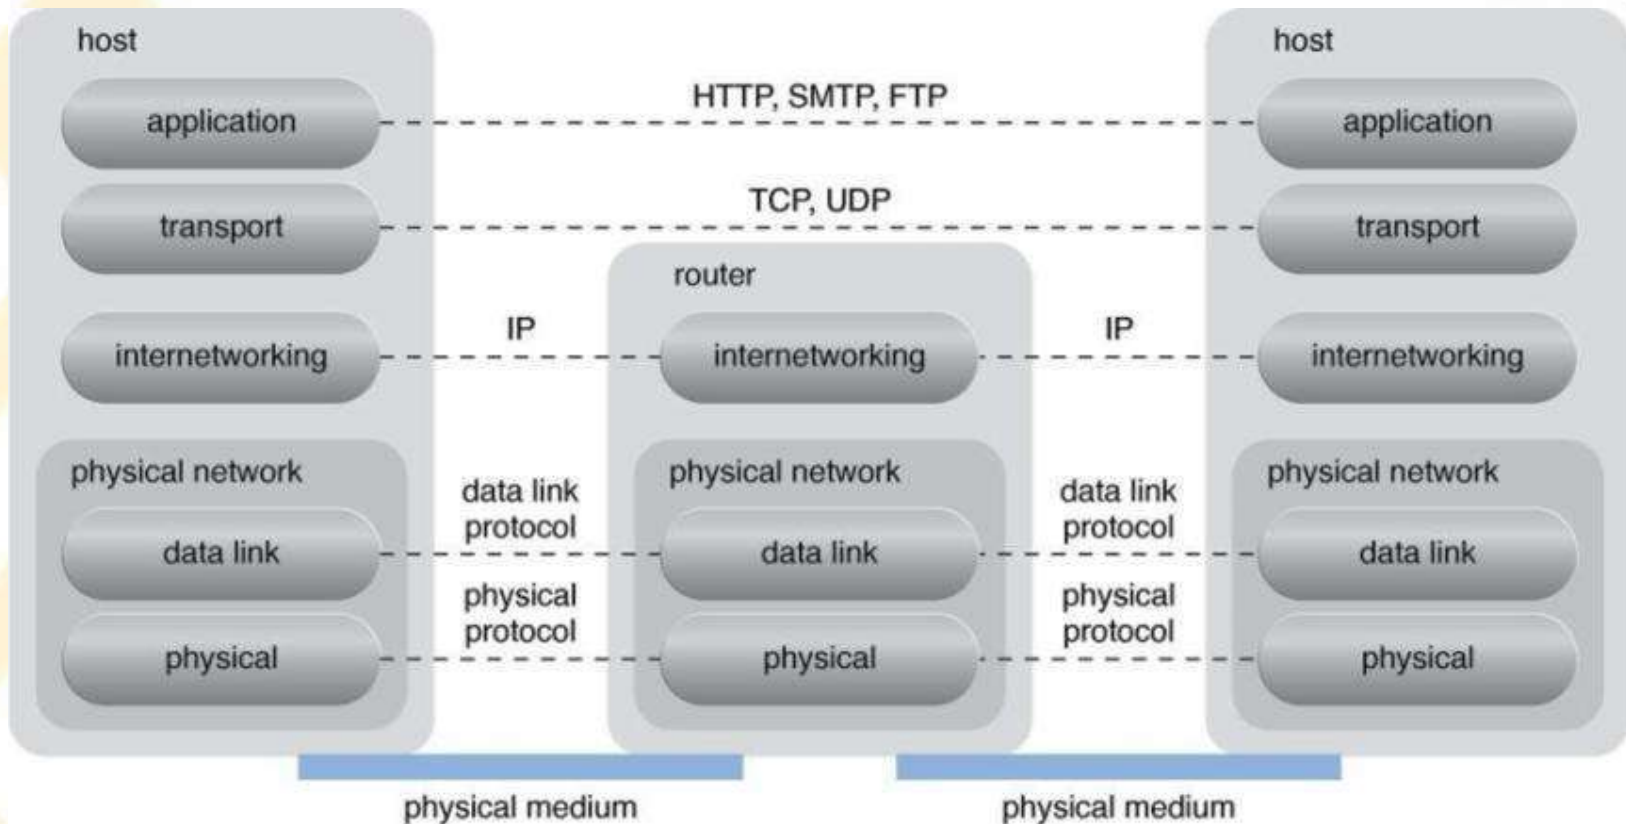 host
host
HTTP, SMTP, FTP
application
application
TCP, UDP
transport
transport
router
IP
IP
internetworking
internetworking
internetworking
physical network
physical network
physical network
data link
protocol
data link
protocol
data link
data link
data link
physical
protocol
physical
protocol
physical
physical
physical
physical medium
physical medium